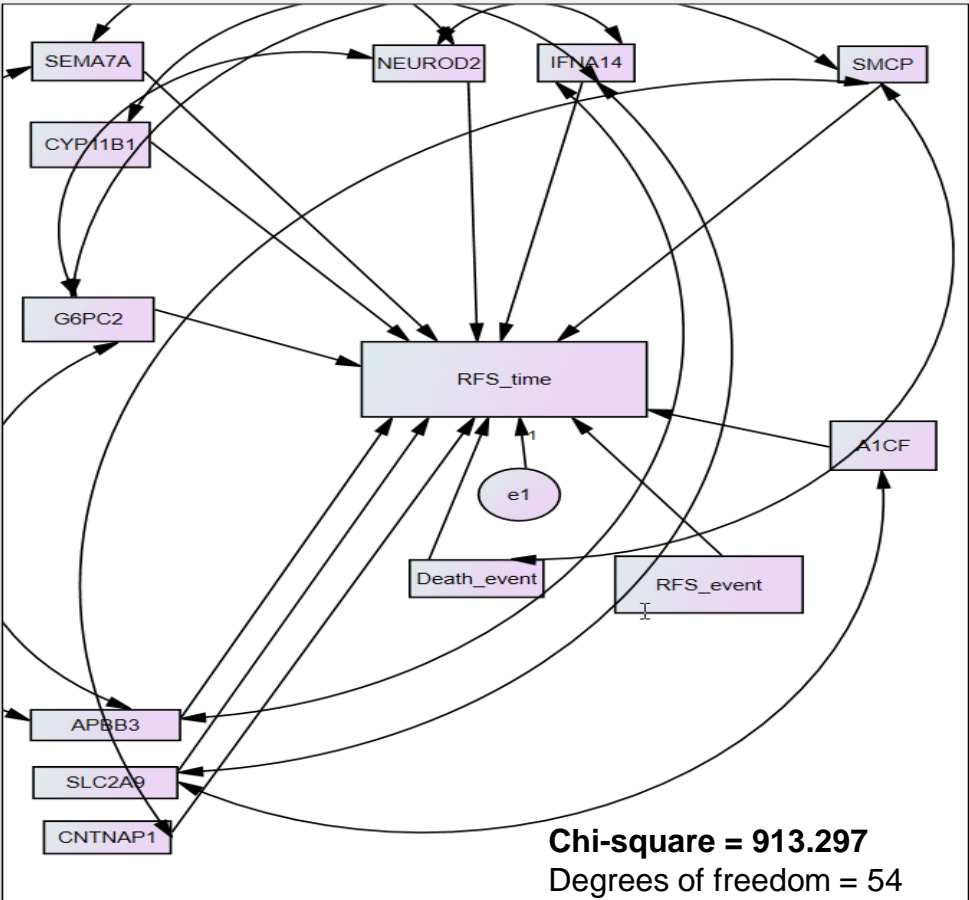 SEMA7A
NEUROD2
IFNA14
SMCP
CYP11B1
G6PC2
RFS_time
1
A1CF
e1
Death_event
RFS_event
APBB3
SLC2A9
CNTNAP1
Chi-square = 913.297
Degrees of freedom = 54